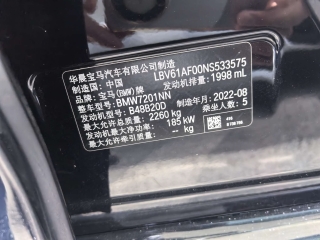 华晨宝马汽车有限公司制造
制造国：中国 LBV61AF00NS533575
品牌：宝马(BMW)牌 发动机排量：1998 mL
整车型号：BMW7201NN
发动机型号：B48B20D 制造年月：2022-08
最大允许总质量：2260 kg 乘坐人数：5
发动机最大净功率：185 kW
最大允许牵引质量：-- kg